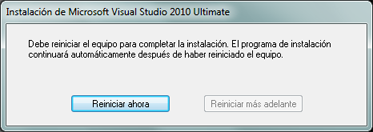 Instalación de Microsoft Visual Studio 2010 Ultimate
Debe reiniciar el equipo para completar la instalación. El programa de instalación
continuará automáticamente después de haber reiniciado el equipo.
Reiniciar ahora
Reiniciar más adelante